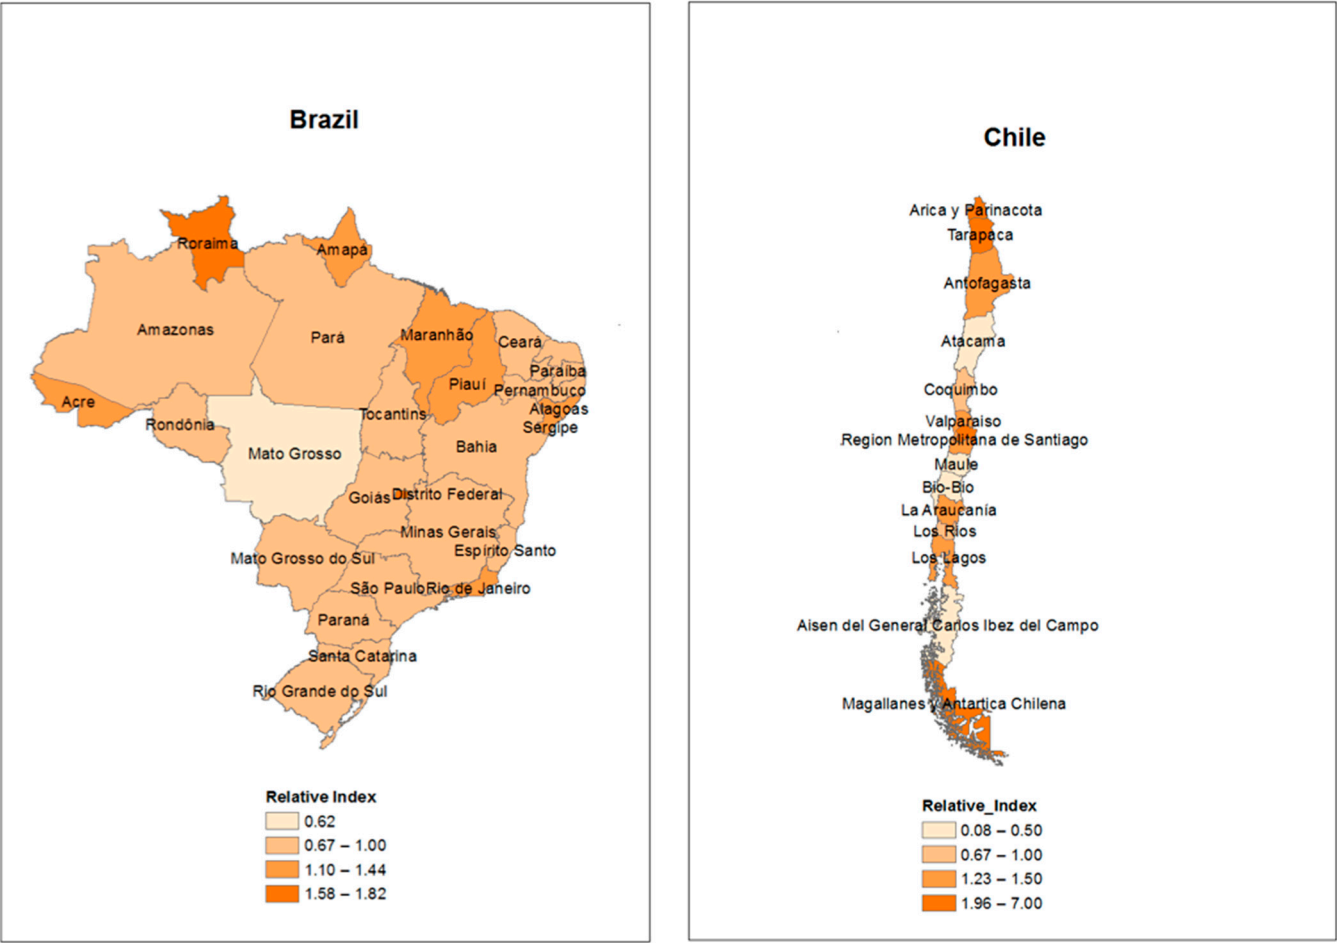 Brazil
Roraima
Amapá
Amazonas
Pará
Maranhão
Ceará
Paraíba
Piauí
Pernambuco
Acre
Alagoas
Tocantins
Rondônia
Sergipe
Bahia
Mato Grosso
Goiás
Distrito Federal
Minas Gerais
Espírito Santo
Mato Grosso do Sul
São Paulo
Rio de Janeiro
Paraná
Santa Catarina
Rio Grande do Sul
Relative Index
0.62
0.67 – 1.00
1.10 – 1.44
1.58 – 1.82
Chile
Arica y Parinacota
Tarapaca
Antofagasta
Atacama
Coquimbo
Valparaiso
Region Metropolitana de Santiago
Maule
Bio-Bio
La Araucanía
Los Rios
Los Lagos
Aisen del General Carlos Ibez del Campo
Magallanes y Antartica Chilena
Relative_Index
0.08 – 0.50
0.67 – 1.00
1.23 – 1.50
1.96 – 7.00